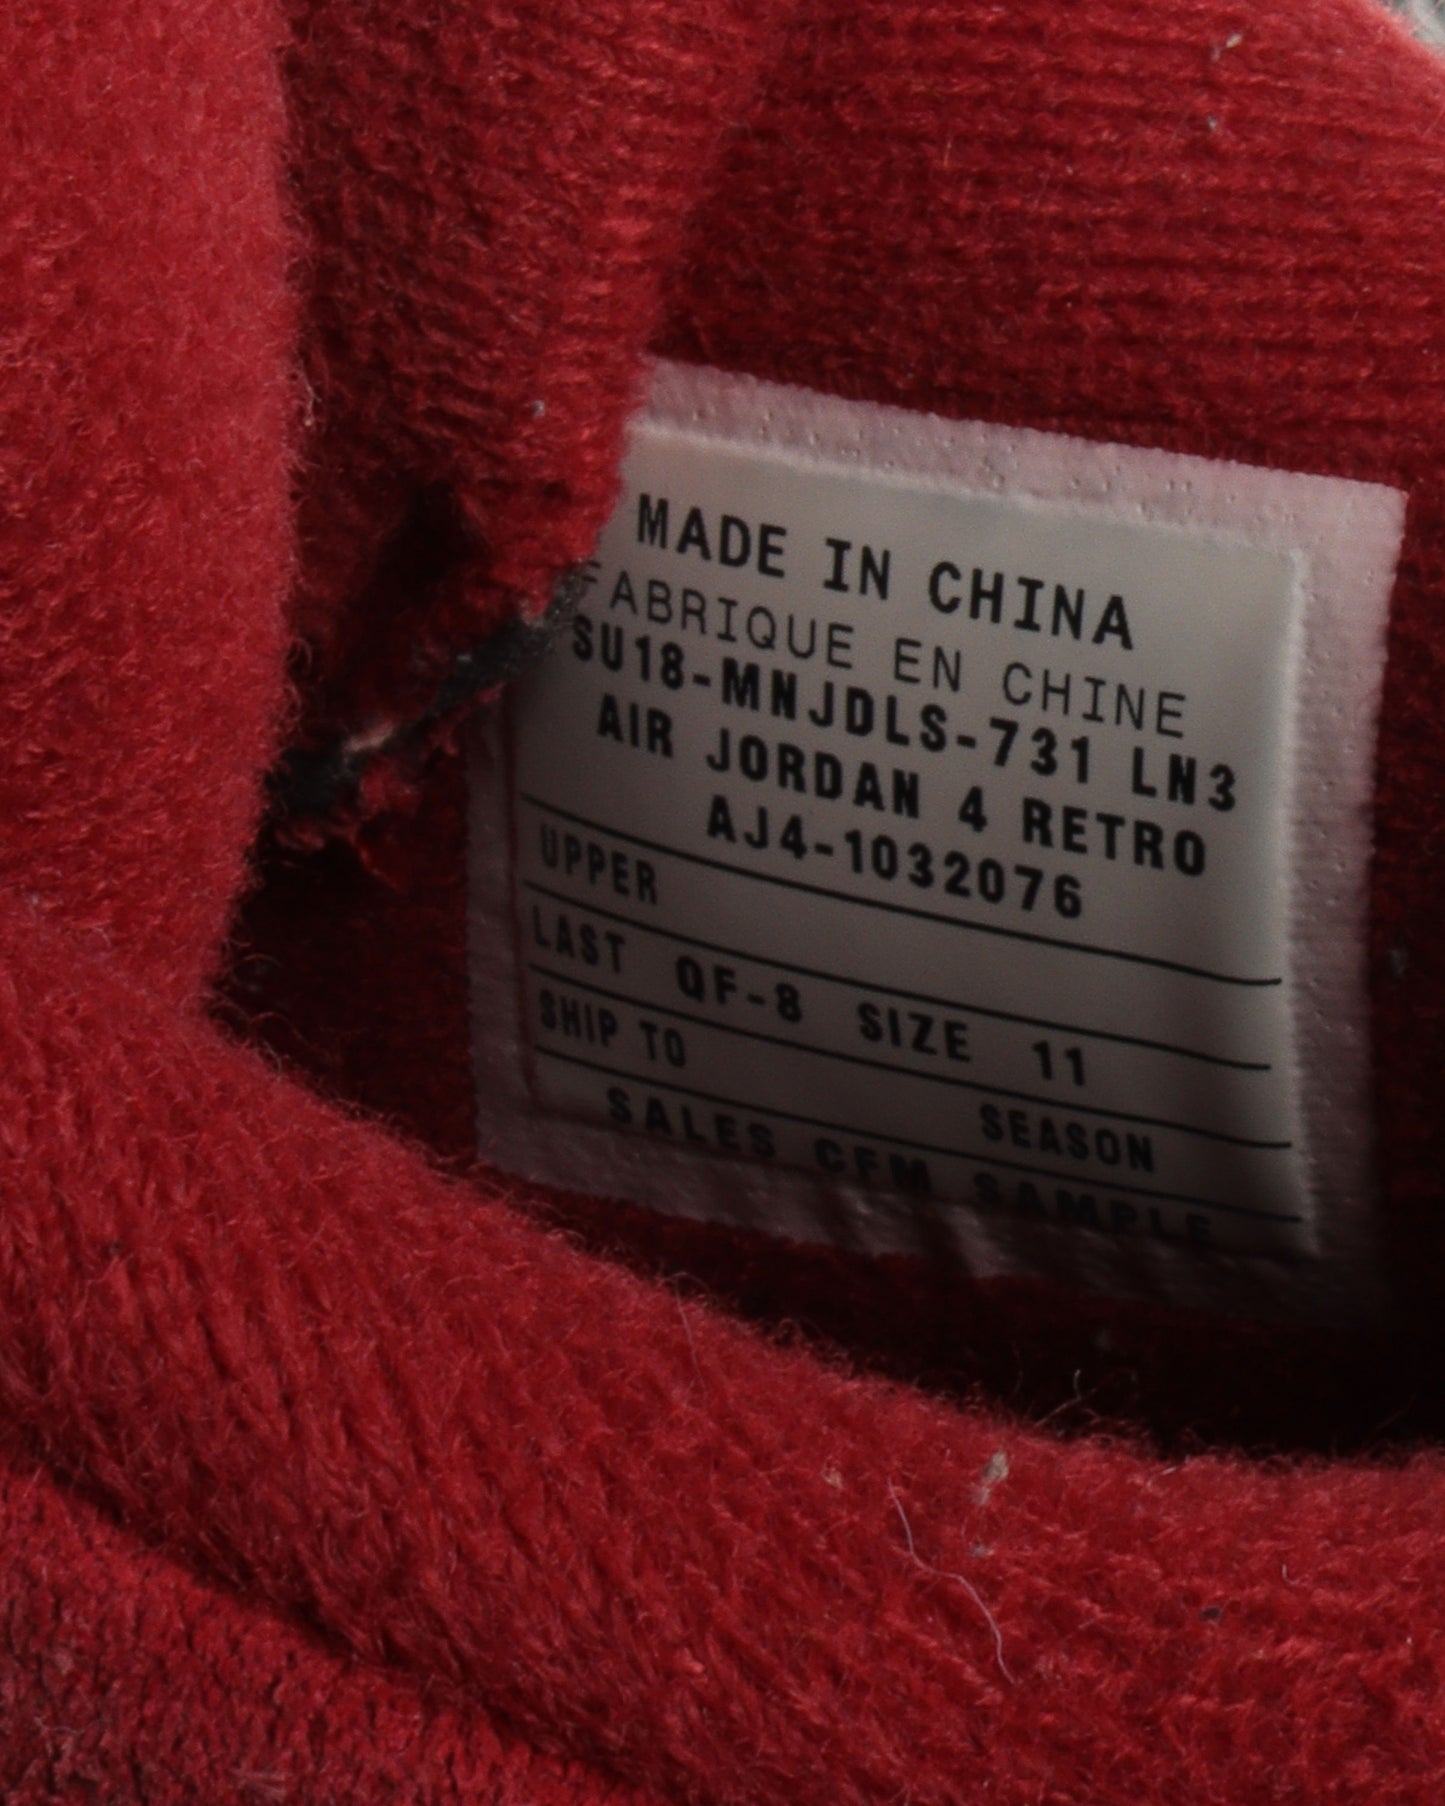 MADE IN CHINA
FABRIQUE EN CHINE
SU18-MNJDLS-731 LN3
AIR JORDAN 4 RETRO
AJ4-1032076
UPPER
LAST QF-8 SIZE 11
SHIP TO SEASON
SALES CFM SAMPLE